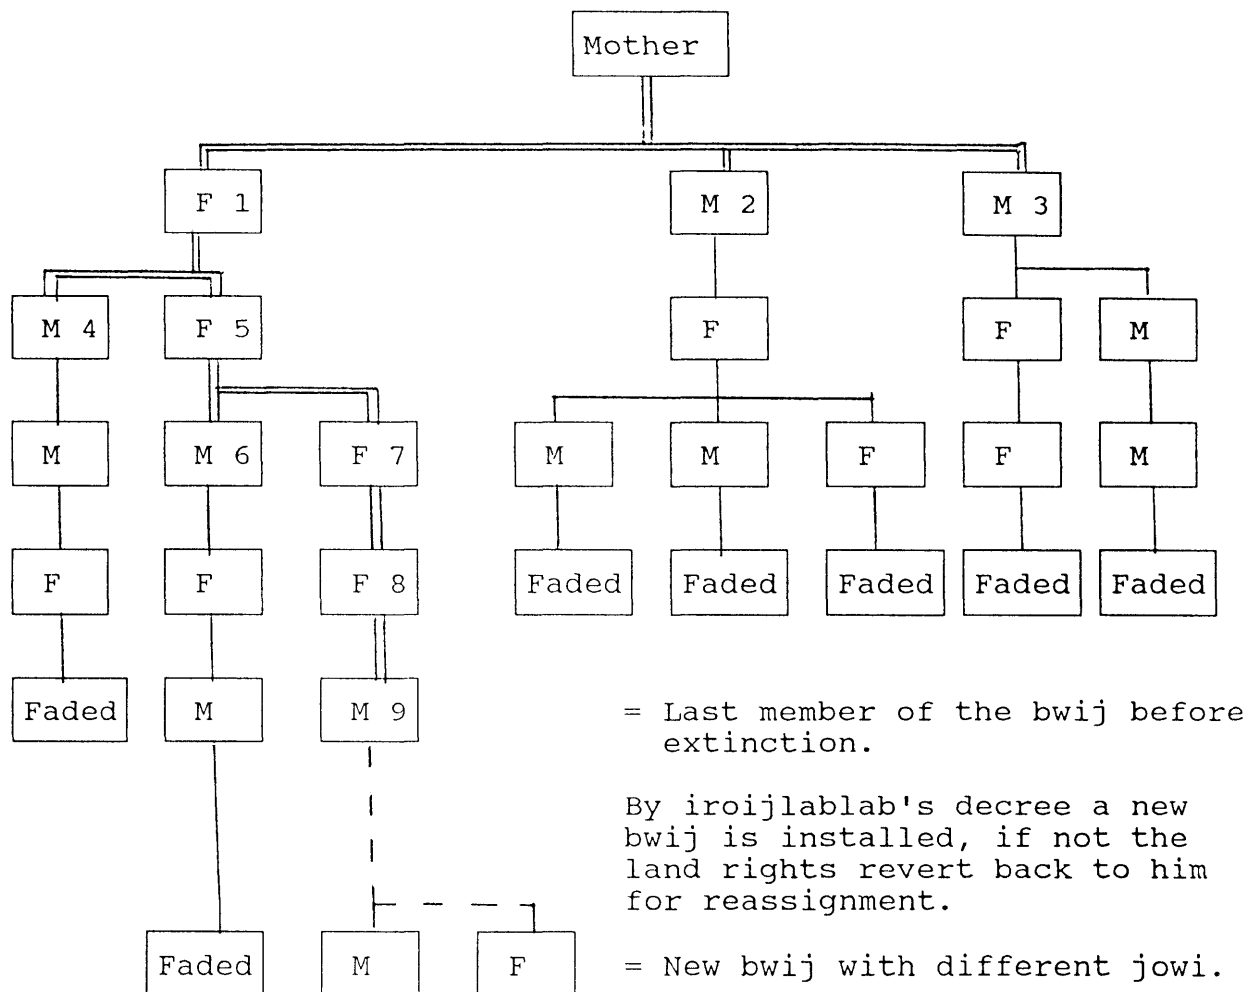 Mother
F 1 M 2 M 3
M 4 F 5 F F M
M M 6 F 7 M M F F M
F F F 8 Faded Faded Faded Faded Faded
Faded M M 9 = Last member of the bwij before
extinction.
By iroijlablab's decree a new
bwij is installed, if not the
land rights revert back to him
for reassignment.
Faded M F = New bwij with different jowi.